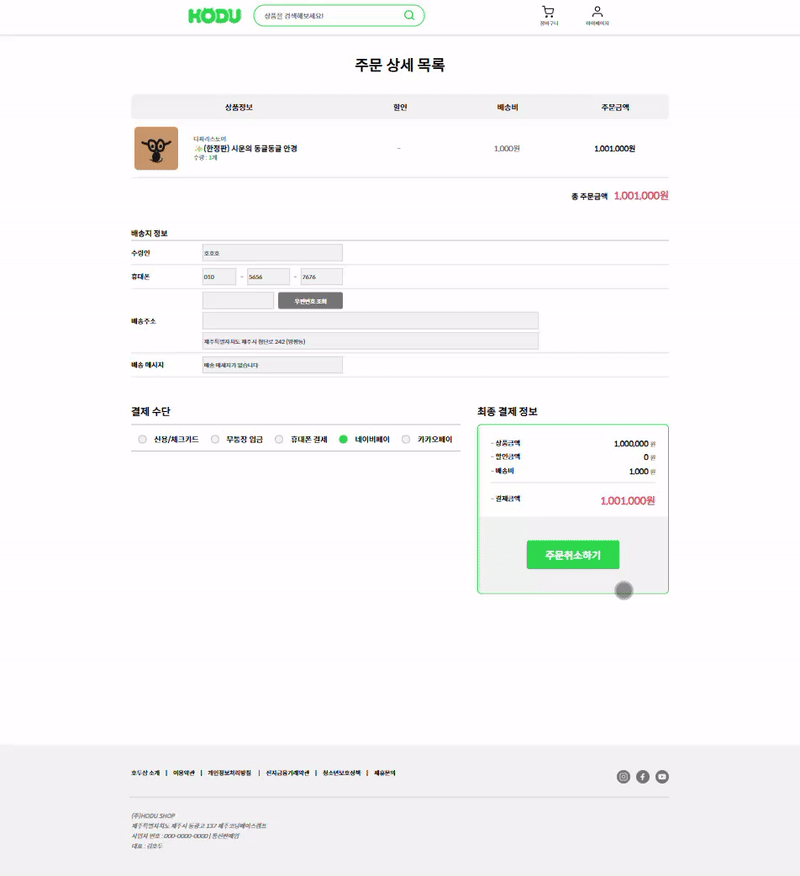 HODU
상품을 검색해보세요!
장바구니
마이페이지
주문 상세 목록
상품정보 할인 배송비 주문금액
디파리스토어
(한정판) 시운의 동글동글 안경
수량 : 1개
- 1,000원 1,001,000원
총 주문금액 1,001,000원
배송지 정보
수령인 호호호
휴대폰 010 - 5656 - 7676
우편번호 조회
배송주소
제주특별자치도 제주시 첨단로 242 (영평동)
배송 메시지 배송 메세지가 없습니다
결제 수단
신용/체크카드 무통장 입금 휴대폰 결제 네이버페이 카카오페이
최종 결제 정보
- 상품금액 1,000,000 원
- 할인금액 0 원
- 배송비 1,000 원
- 결제금액 1,001,000원
주문취소하기
호두샵 소개 | 이용약관 | 개인정보처리방침 | 전자금융거래약관 | 청소년보호정책 | 제휴문의
(주)HODU SHOP
제주특별자치도 제주시 동광고 137 제주코딩베이스캠프
사업자 번호 : 000-0000-0000 | 통신판매업
대표 : 김호두